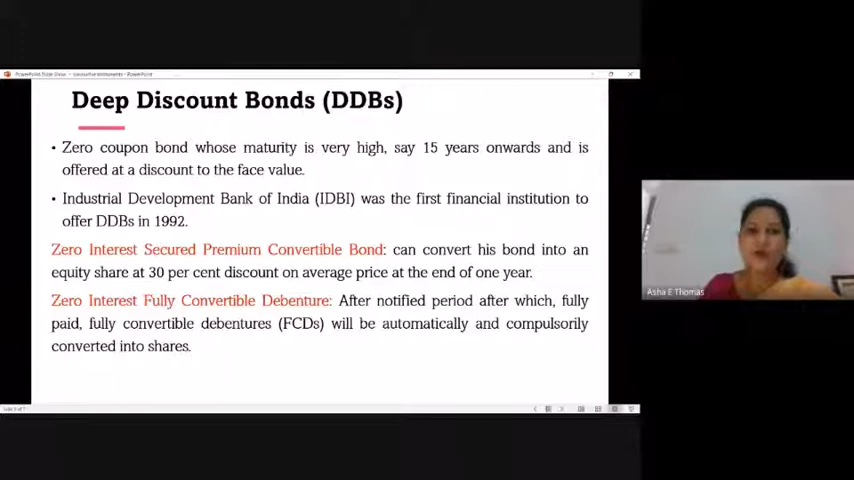 Deep Discount Bonds (DDBs)
• Zero coupon bond whose maturity is very high, say 15 years onwards and is
offered at a discount to the face value.
• Industrial Development Bank of India (IDBI) was the first financial institution to
offer DDBs in 1992.
Zero Interest Secured Premium Convertible Bond: can convert his bond into an
equity share at 30 per cent discount on average price at the end of one year.
Zero Interest Fully Convertible Debenture: After notified period after which, fully
paid, fully convertible debentures (FCDs) will be automatically and compulsorily
converted into shares.
Asha E Thomas